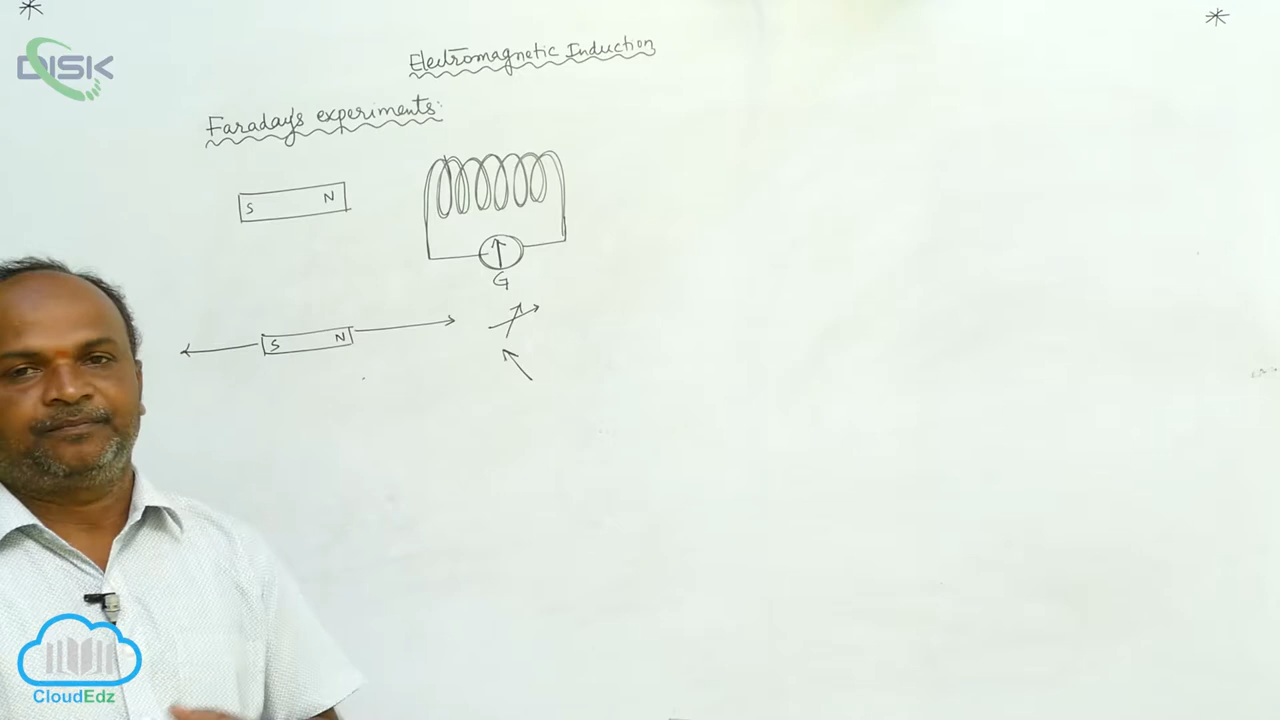 DISK
Electromagnetic Induction
Faraday's experiments:
S N
G
S N
CloudEdz